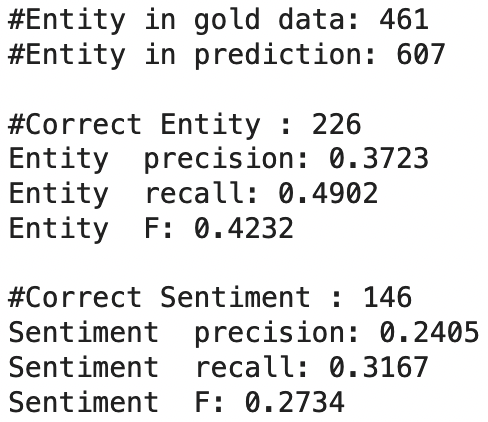 #Entity in gold data: 461
#Entity in prediction: 607

#Correct Entity : 226
Entity  precision: 0.3723
Entity  recall: 0.4902
Entity  F: 0.4232

#Correct Sentiment : 146
Sentiment  precision: 0.2405
Sentiment  recall: 0.3167
Sentiment  F: 0.2734